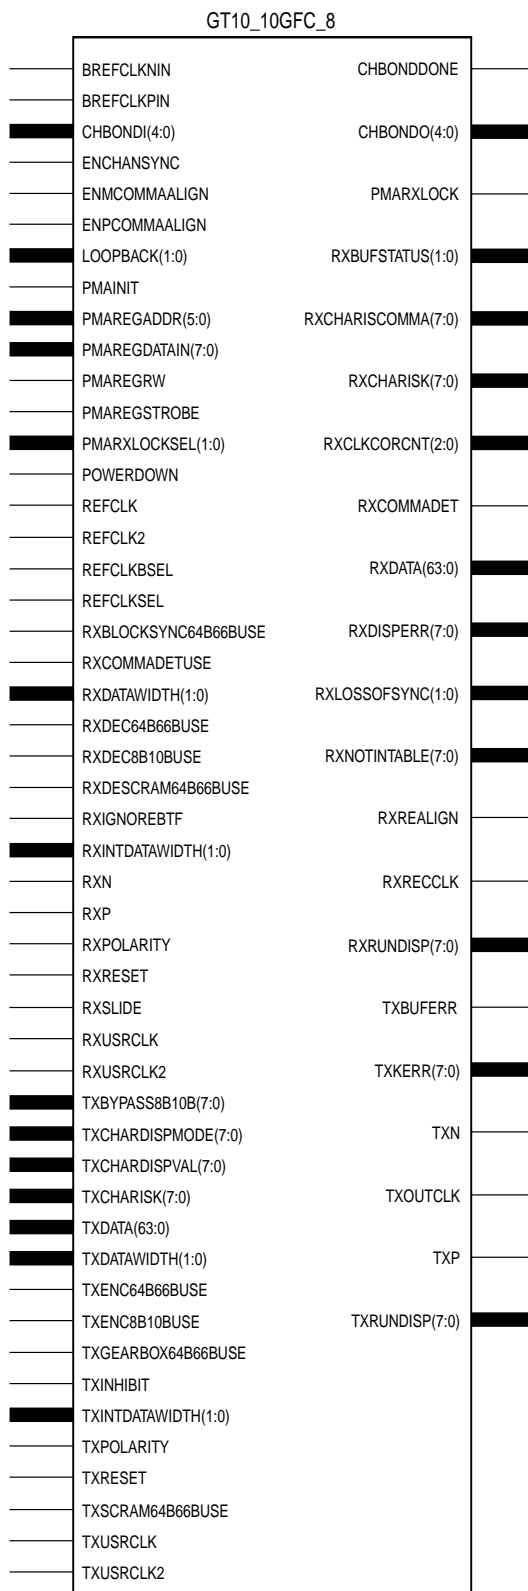 GT10_10GFC_8
BREFCLKNIN CHBONDDONE
BREFCLKPIN
CHBONDI(4:0) CHBONDO(4:0)
ENCHANSYNC
ENMCOMMAALIGN PMARXLOCK
ENPCOMMAALIGN
LOOPBACK(1:0) RXBUFSTATUS(1:0)
PMAINIT
PMAREGADDR(5:0) RXCHARISCOMMA(7:0)
PMAREGDATAIN(7:0)
PMAREGRW RXCHARISK(7:0)
PMAREGSTROBE
PMARXLOCKSEL(1:0) RXCLKCORCNT(2:0)
POWERDOWN
REFCLK RXCOMMADET
REFCLK2
REFCLKBSEL RXDATA(63:0)
REFCLKSEL
RXBLOCKSYNC64B66BUSE RXDISPERR(7:0)
RXCOMMADETUSE
RXDATAWIDTH(1:0) RXLOSSOFSYNC(1:0)
RXDEC64B66BUSE
RXDEC8B10BUSE RXNOTINTABLE(7:0)
RXDESCRAM64B66BUSE
RXIGNOREBTF RXREALIGN
RXINTDATAWIDTH(1:0)
RXN RXRECCLK
RXP
RXPOLARITY RXRUNDISP(7:0)
RXRESET
RXSLIDE TXBUFERR
RXUSRCLK
RXUSRCLK2 TXKERR(7:0)
TXBYPASS8B10B(7:0)
TXCHARDISPMODE(7:0) TXN
TXCHARDISPVAL(7:0)
TXCHARISK(7:0) TXOUTCLK
TXDATA(63:0)
TXDATAWIDTH(1:0) TXP
TXENC64B66BUSE
TXENC8B10BUSE TXRUNDISP(7:0)
TXGEARBOX64B66BUSE
TXINHIBIT
TXINTDATAWIDTH(1:0)
TXPOLARITY
TXRESET
TXSCRAM64B66BUSE
TXUSRCLK
TXUSRCLK2